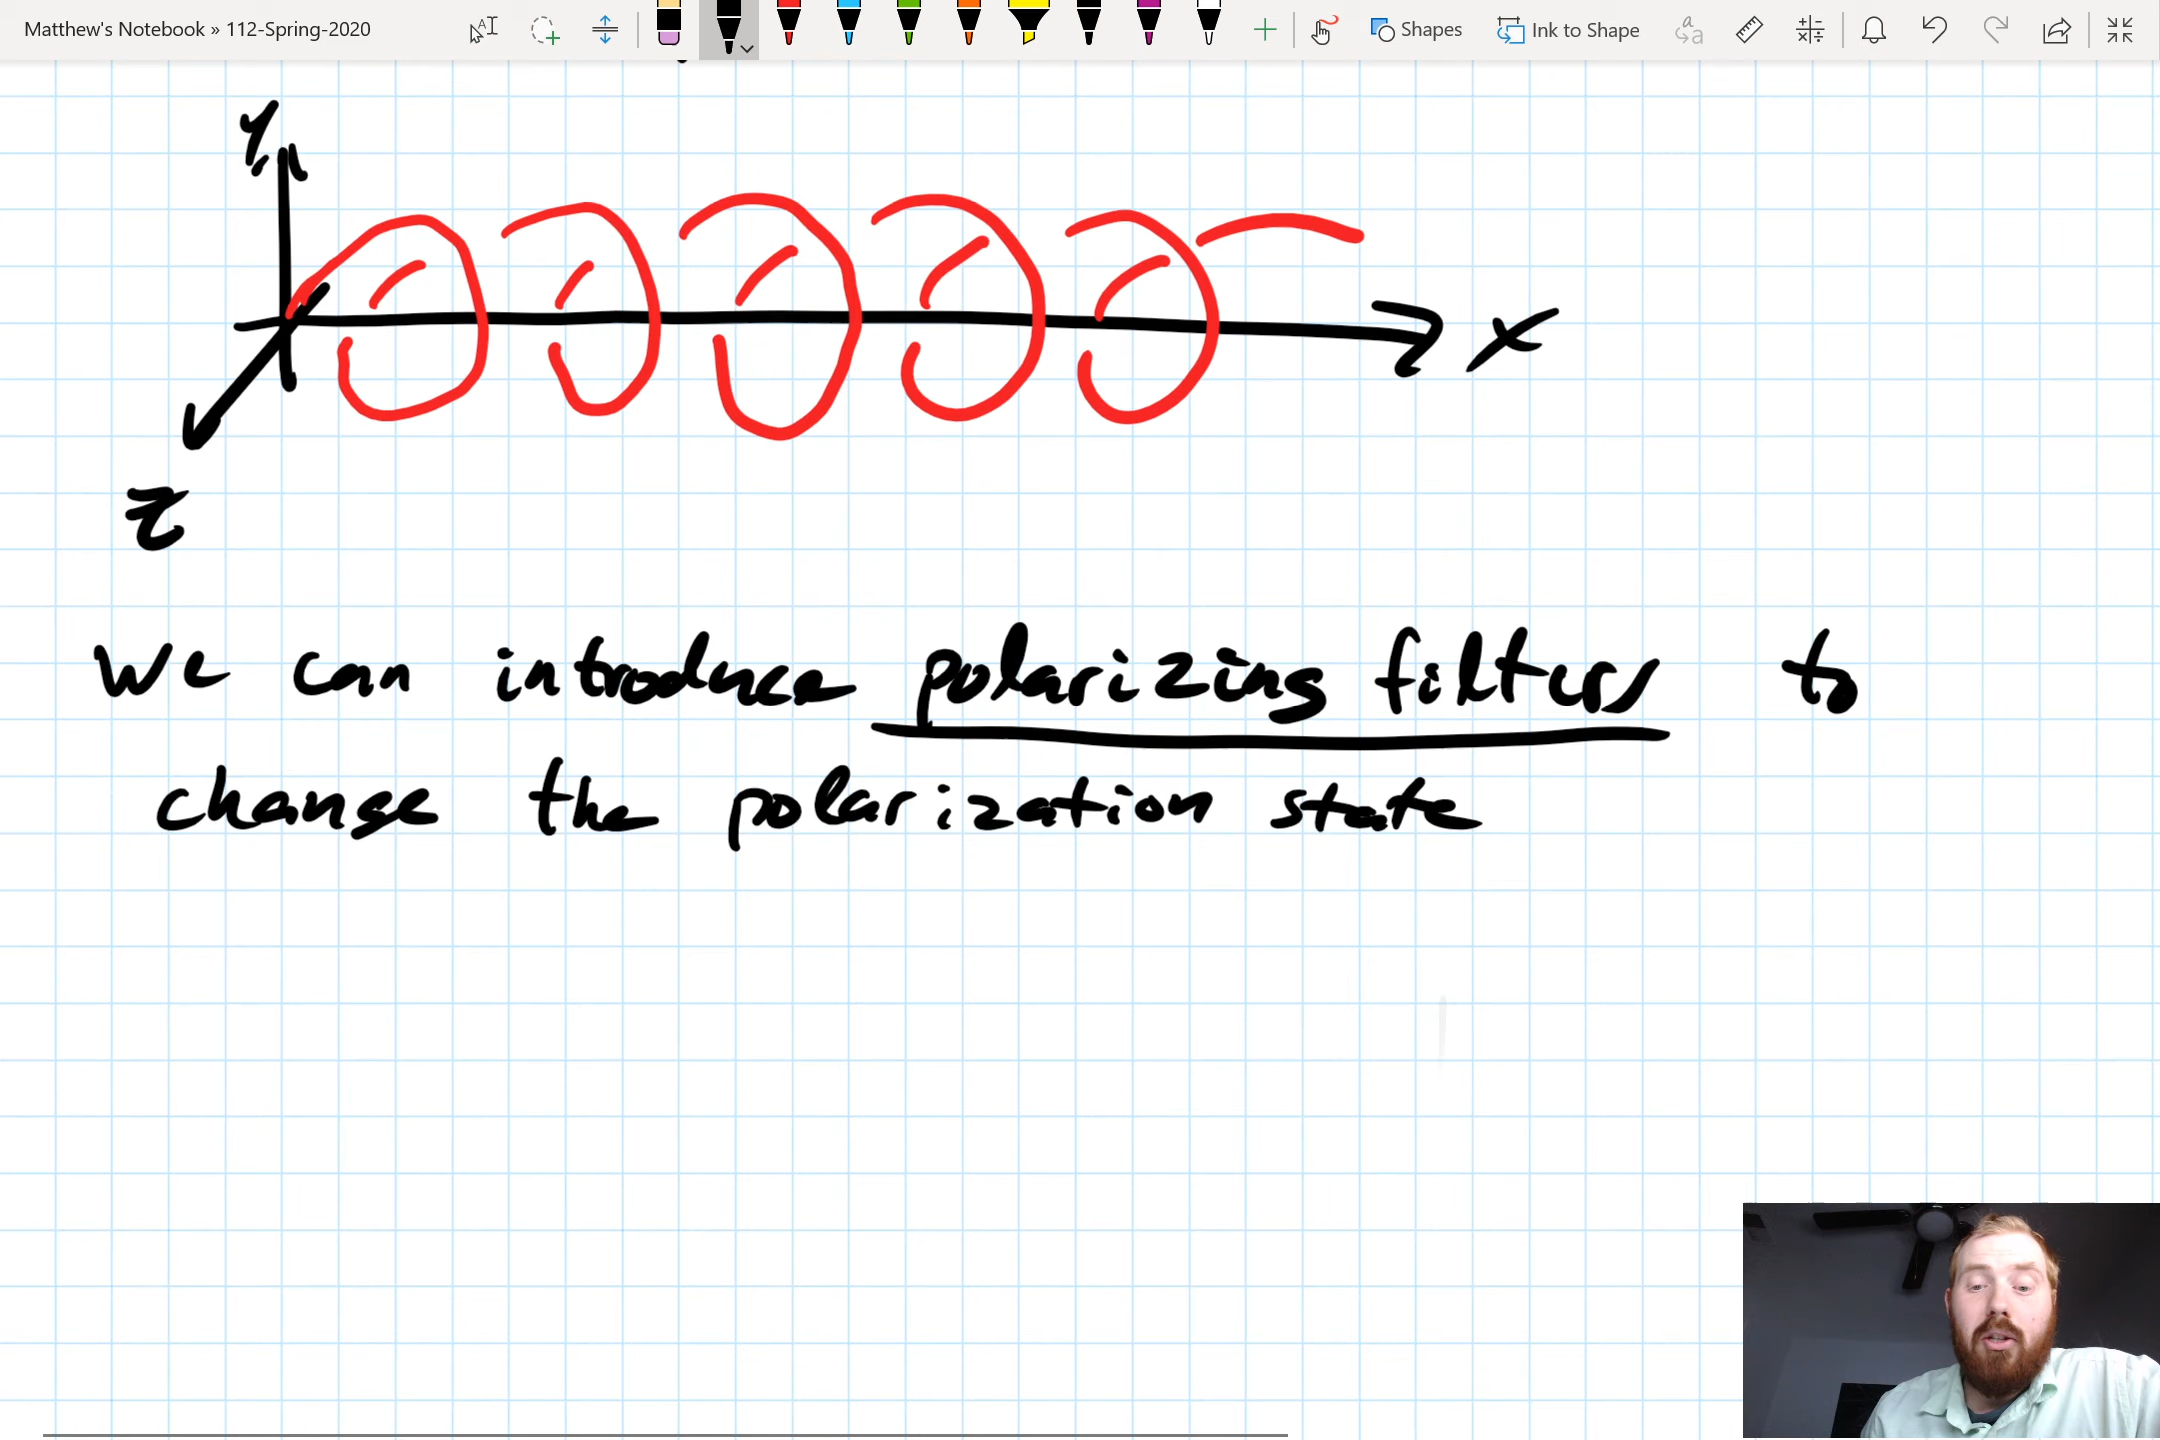 Matthew's Notebook » 112-Spring-2020
Shapes
Ink to Shape
y
x
z
we can introduce polarizing filters to
change the polarization state